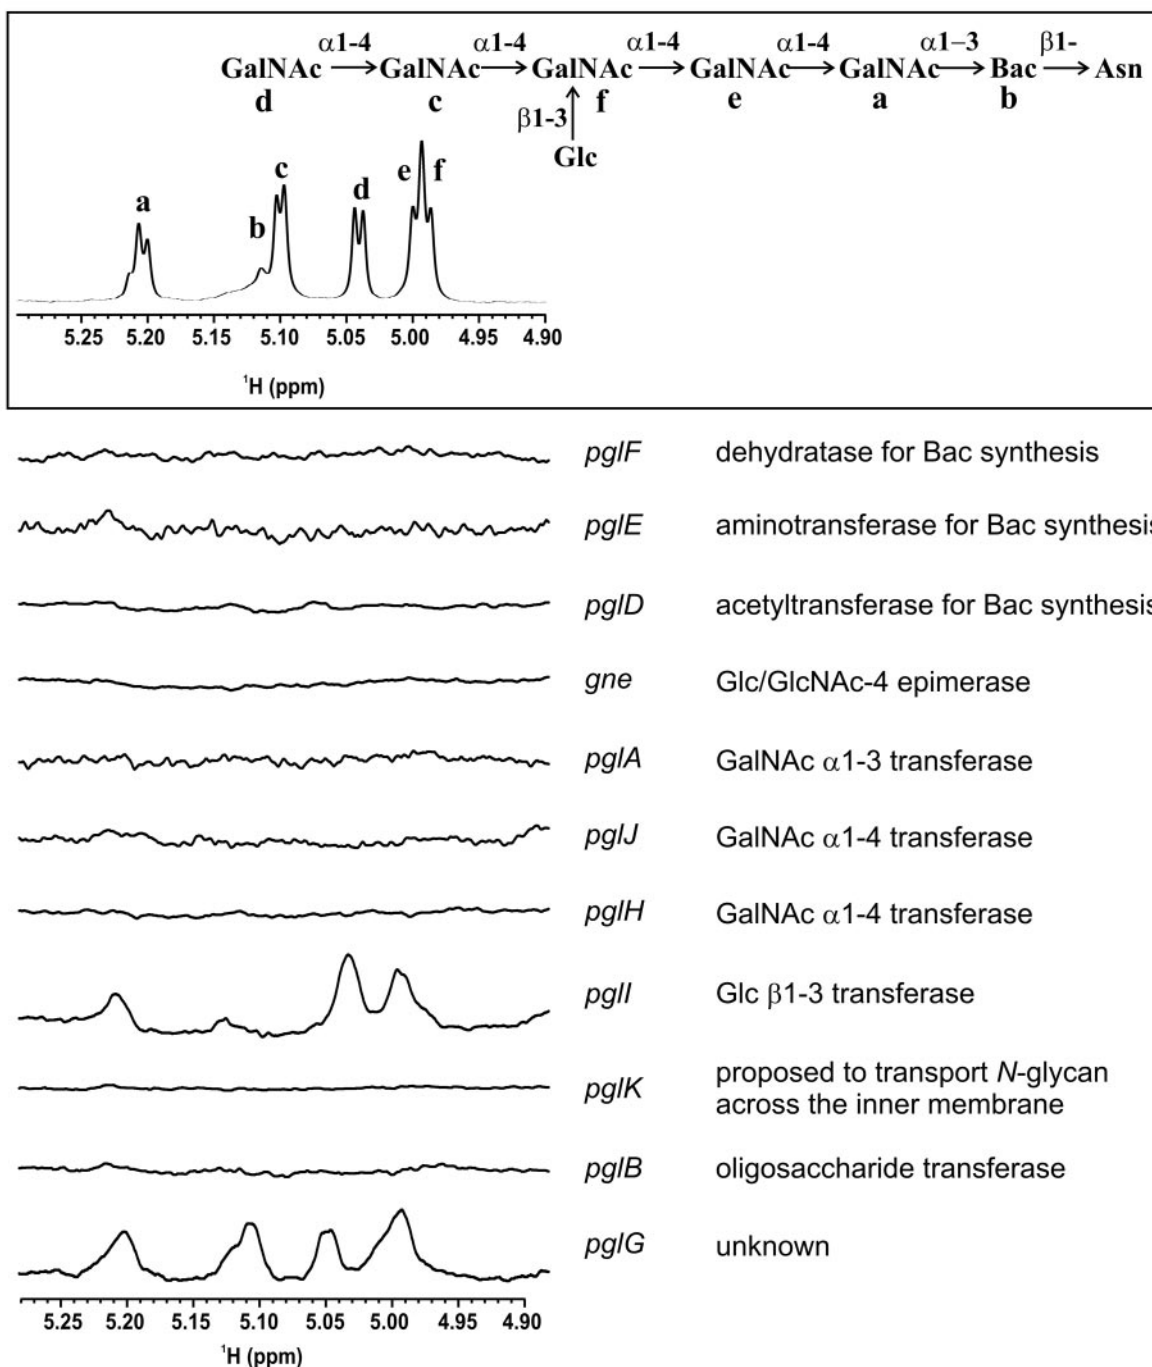 α1-4 α1-4 α1-4 α1-4 α1–3 β1-
GalNAc GalNAc GalNAc GalNAc GalNAc Bac Asn
d c f e a b
β1-3
Glc
a b c d e f
5.25 5.20 5.15 5.10 5.05 5.00 4.95 4.90
¹H (ppm)
pglF dehydratase for Bac synthesis
pglE aminotransferase for Bac synthesis
pglD acetyltransferase for Bac synthesis
gne Glc/GlcNAc-4 epimerase
pglA GalNAc α1-3 transferase
pglJ GalNAc α1-4 transferase
pglH GalNAc α1-4 transferase
pglI Glc β1-3 transferase
pglK proposed to transport N-glycan
across the inner membrane
pglB oligosaccharide transferase
pglG unknown
5.25 5.20 5.15 5.10 5.05 5.00 4.95 4.90
¹H (ppm)